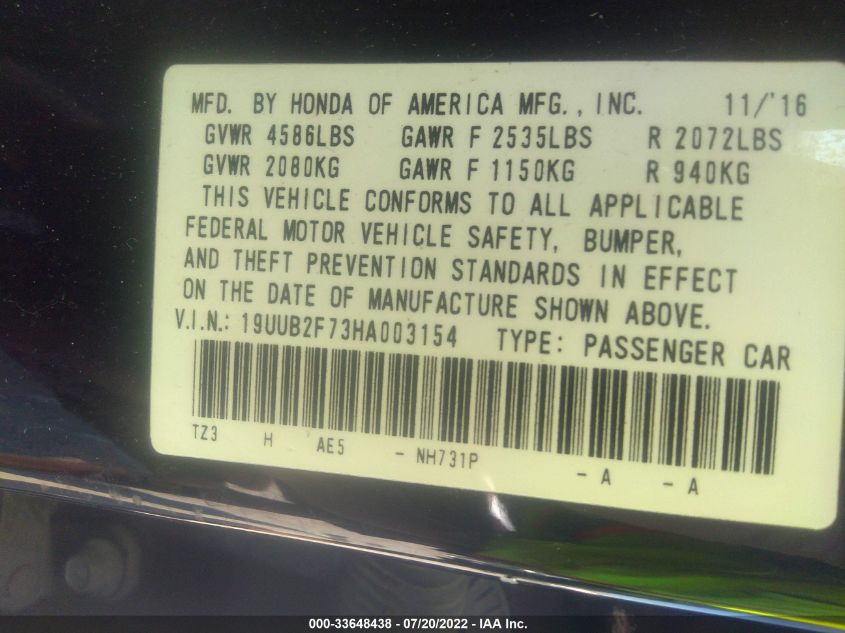 MFD. BY HONDA OF AMERICA MFG., INC. 11/'16
GVWR 4586LBS GAWR F 2535LBS R 2072LBS
GVWR 2080KG GAWR F 1150KG R 940KG
THIS VEHICLE CONFORMS TO ALL APPLICABLE
FEDERAL MOTOR VEHICLE SAFETY, BUMPER,
AND THEFT PREVENTION STANDARDS IN EFFECT
ON THE DATE OF MANUFACTURE SHOWN ABOVE.
V.I.N.: 19UUB2F73HA003154 TYPE: PASSENGER CAR
TZ3 H AE5 - NH731P - A - A
000-33648438 - 07/20/2022 - IAA Inc.